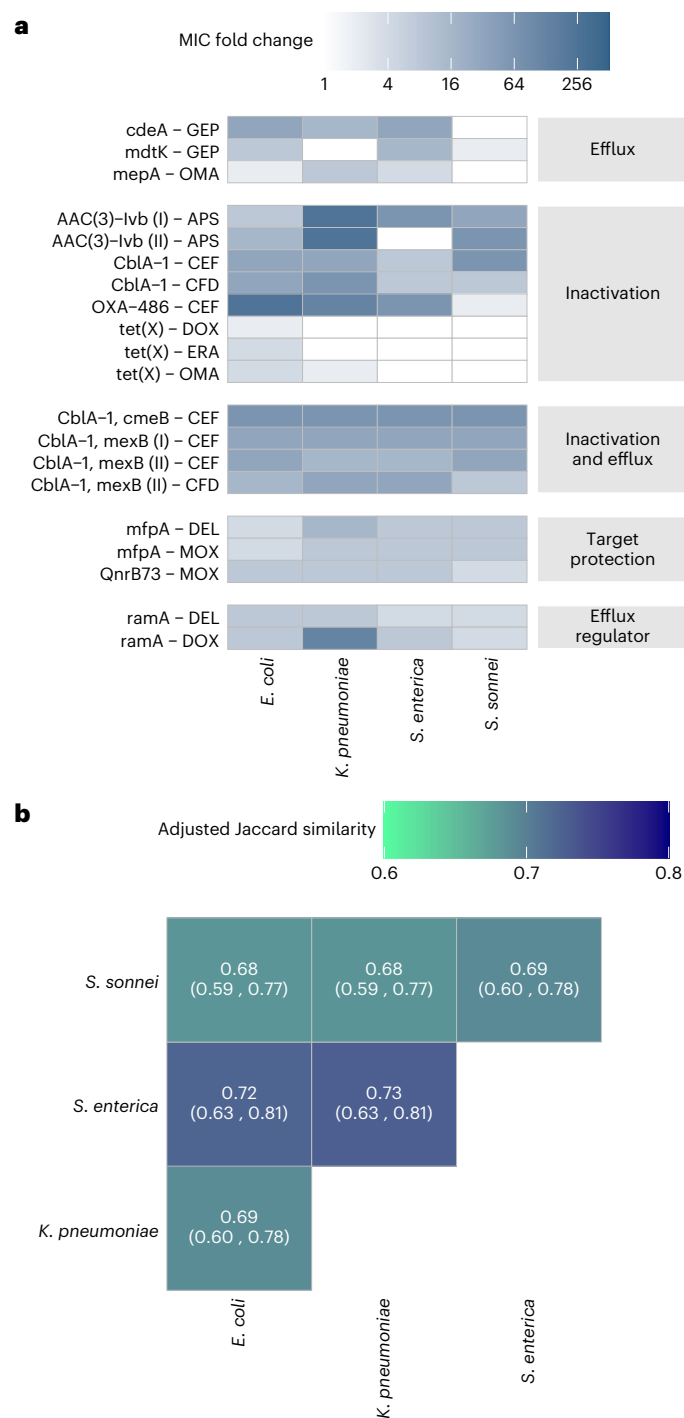 a
MIC fold change
1 4 16 64 256
cdeA – GEP
mdtK – GEP
mepA – OMA
Efflux
AAC(3)–Ivb (I) – APS
AAC(3)–Ivb (II) – APS
CblA–1 – CEF
CblA–1 – CFD
OXA–486 – CEF
tet(X) – DOX
tet(X) – ERA
tet(X) – OMA
Inactivation
CblA–1, cmeB – CEF
CblA–1, mexB (I) – CEF
CblA–1, mexB (II) – CEF
CblA–1, mexB (II) – CFD
Inactivation
and efflux
mfpA – DEL
mfpA – MOX
QnrB73 – MOX
Target
protection
ramA – DEL
ramA – DOX
Efflux
regulator
E. coli
K. pneumoniae
S. enterica
S. sonnei
b
Adjusted Jaccard similarity
0.6 0.7 0.8
S. sonnei
0.68
(0.59 , 0.77)
0.68
(0.59 , 0.77)
0.69
(0.60 , 0.78)
S. enterica
0.72
(0.63 , 0.81)
0.73
(0.63 , 0.81)
K. pneumoniae
0.69
(0.60 , 0.78)
E. coli
K. pneumoniae
S. enterica